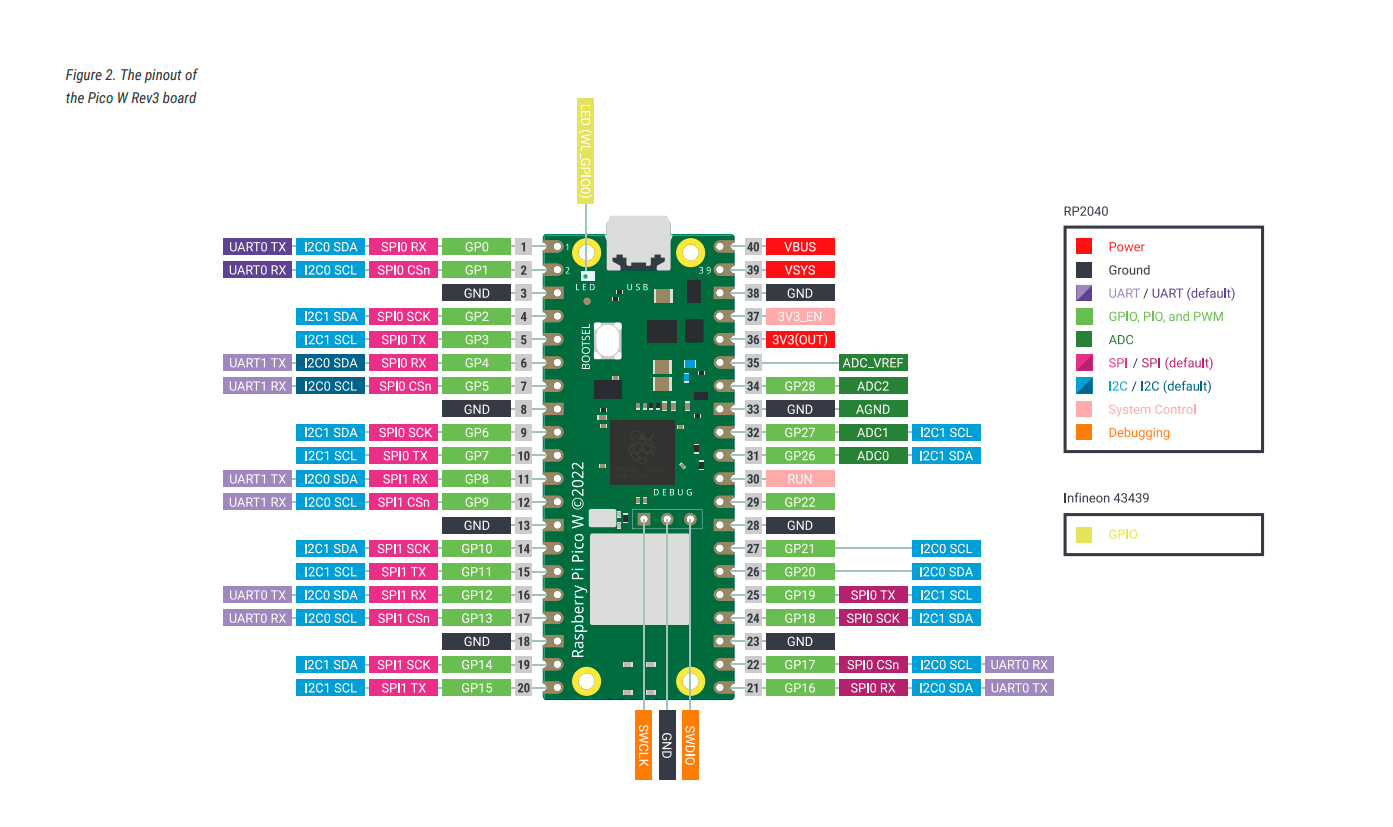 Figure 2. The pinout of
the Pico W Rev3 board
LED (WL_GPIO0)
UART0 TX I2C0 SDA SPI0 RX GP0 1
UART0 RX I2C0 SCL SPI0 CSn GP1 2
GND 3
I2C1 SDA SPI0 SCK GP2 4
I2C1 SCL SPI0 TX GP3 5
UART1 TX I2C0 SDA SPI0 RX GP4 6
UART1 RX I2C0 SCL SPI0 CSn GP5 7
GND 8
I2C1 SDA SPI0 SCK GP6 9
I2C1 SCL SPI0 TX GP7 10
UART1 TX I2C0 SDA SPI1 RX GP8 11
UART1 RX I2C0 SCL SPI1 CSn GP9 12
GND 13
I2C1 SDA SPI1 SCK GP10 14
I2C1 SCL SPI1 TX GP11 15
UART0 TX I2C0 SDA SPI1 RX GP12 16
UART0 RX I2C0 SCL SPI1 CSn GP13 17
GND 18
I2C1 SDA SPI1 SCK GP14 19
I2C1 SCL SPI1 TX GP15 20
1
2
39
LED
USB
BOOTSEL
DEBUG
Raspberry Pi Pico W ©2022
40 VBUS
39 VSYS
38 GND
37 3V3_EN
36 3V3(OUT)
35 ADC_VREF
34 GP28 ADC2
33 GND AGND
32 GP27 ADC1 I2C1 SCL
31 GP26 ADC0 I2C1 SDA
30 RUN
29 GP22
28 GND
27 GP21 I2C0 SCL
26 GP20 I2C0 SDA
25 GP19 SPI0 TX I2C1 SCL
24 GP18 SPI0 SCK I2C1 SDA
23 GND
22 GP17 SPI0 CSn I2C0 SCL UART0 RX
21 GP16 SPI0 RX I2C0 SDA UART0 TX
SWCLK
GND
SWDIO
RP2040
Power
Ground
UART / UART (default)
GPIO, PIO, and PWM
ADC
SPI / SPI (default)
I2C / I2C (default)
System Control
Debugging
Infineon 43439
GPIO